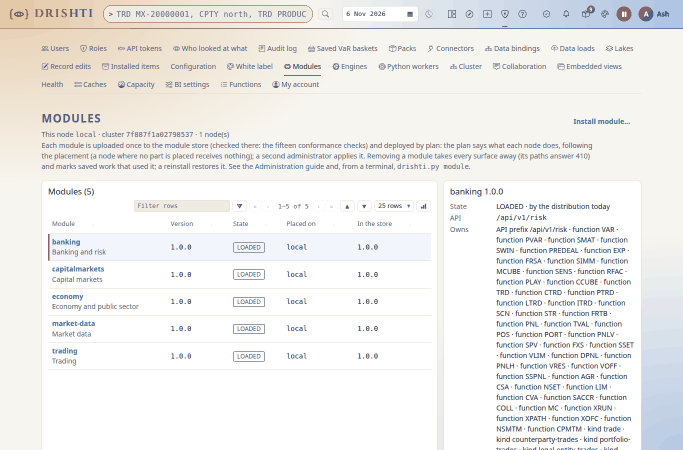 {👁} DRISHTI
> TRD MX-20000001, CPTY north, TRD PRODUC
6 Nov 2026
A Ash
Users Roles API tokens Who looked at what Audit log Saved VaR baskets Packs Connectors Data bindings Data loads Lakes
Record edits Installed items Configuration White label Modules Engines Python workers Cluster Collaboration Embedded views
Health Caches Capacity BI settings Functions My account
MODULES
Install module...
This node local · cluster 7f887f1a02798537 · 1 node(s)
Each module is uploaded once to the module store (checked there: the fifteen conformance checks) and deployed by plan: the plan says what each node does, following
the placement (a node where no part is placed receives nothing); a second administrator applies it. Removing a module takes every surface away (its paths answer 410)
and marks saved work that used it; a reinstall restores it. See the Administration guide and, from a terminal, drishti.py module.
Modules (5)
Filter rows
« ‹ 1–5 of 5 › »
25 rows
Module Version State Placed on In the store
banking 1.0.0 LOADED local 1.0.0
Banking and risk
capitalmarkets 1.0.0 LOADED local 1.0.0
Capital markets
economy 1.0.0 LOADED local 1.0.0
Economy and public sector
market-data 1.0.0 LOADED local 1.0.0
Market data
trading 1.0.0 LOADED local 1.0.0
Trading
banking 1.0.0
State LOADED · by the distribution today
API /api/v1/risk
Owns API prefix /api/v1/risk · function VAR ·
function PVAR · function SMAT · function
SWIN · function PREDEAL · function EXP ·
function FRSA · function SIMM · function
MCUBE · function SENS · function RFAC ·
function PLAY · function CCUBE · function
TRD · function CTRD · function PTRD ·
function LTRD · function ITRD · function
SCN · function STR · function FRTB ·
function PNL · function TVAL · function
POS · function PORT · function PNLV ·
function SPV · function FXS · function SSET
· function VLIM · function DPNL · function
PNLH · function VRES · function VOFF ·
function SSPNL · function AGR · function
CSA · function NSET · function LIM ·
function CVA · function SACCR · function
COLL · function MC · function XRUN ·
function XPATH · function XOFC · function
NSMTM · function CPMTM · kind trade ·
kind counterparty-trades · kind portfolio-
trades · kind legal-entity-trades · kind